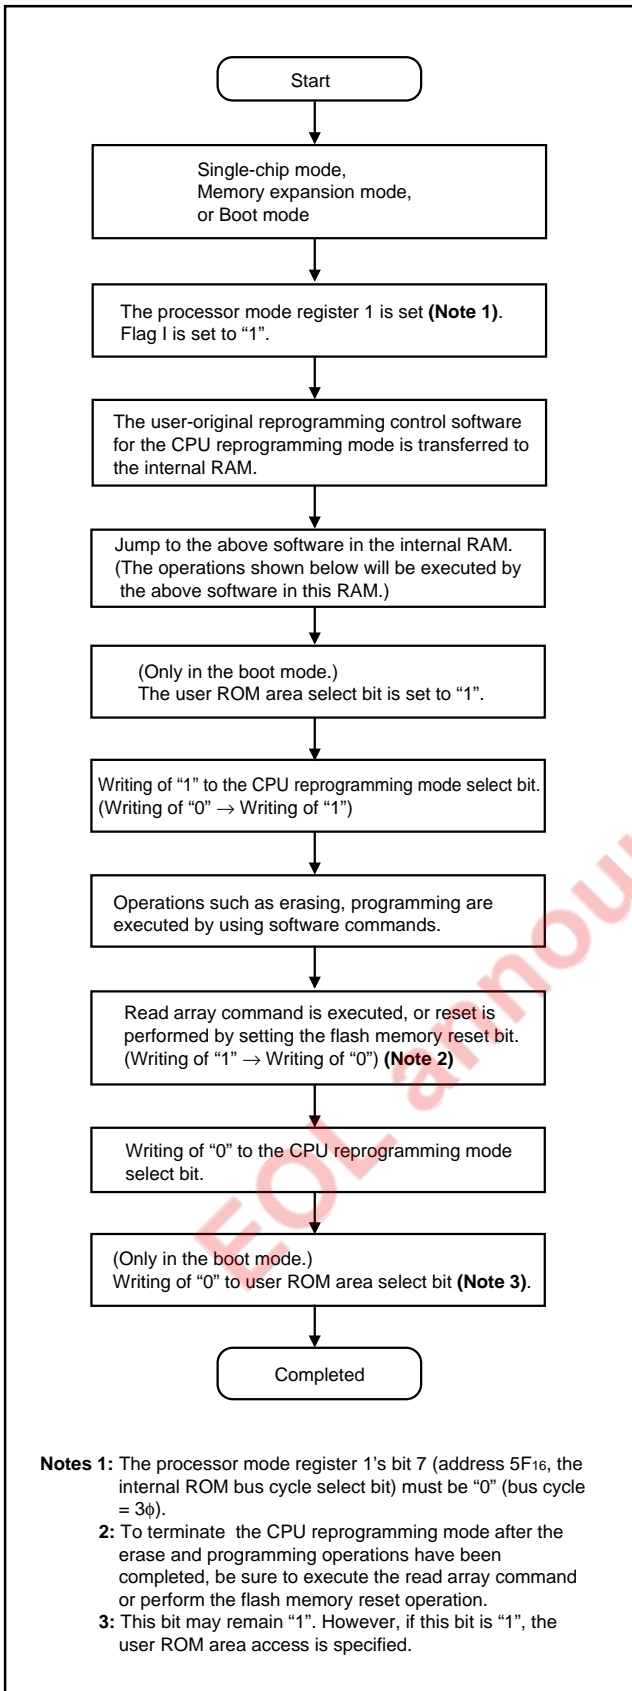 Start
Single-chip mode,
Memory expansion mode,
or Boot mode
The processor mode register 1 is set (Note 1).
Flag I is set to “1”.
The user-original reprogramming control software
for the CPU reprogramming mode is transferred to
the internal RAM.
Jump to the above software in the internal RAM.
(The operations shown below will be executed by
the above software in this RAM.)
(Only in the boot mode.)
The user ROM area select bit is set to “1”.
Writing of “1” to the CPU reprogramming mode select bit.
(Writing of “0” → Writing of “1”)
Operations such as erasing, programming are
executed by using software commands.
Read array command is executed, or reset is
performed by setting the flash memory reset bit.
(Writing of “1” → Writing of “0”) (Note 2)
Writing of “0” to the CPU reprogramming mode
select bit.
(Only in the boot mode.)
Writing of “0” to user ROM area select bit (Note 3).
Completed
Notes 1: The processor mode register 1’s bit 7 (address 5F16, the
internal ROM bus cycle select bit) must be “0” (bus cycle
= 3ϕ).
2: To terminate the CPU reprogramming mode after the
erase and programming operations have been
completed, be sure to execute the read array command
or perform the flash memory reset operation.
3: This bit may remain “1”. However, if this bit is “1”, the
user ROM area access is specified.
EOL